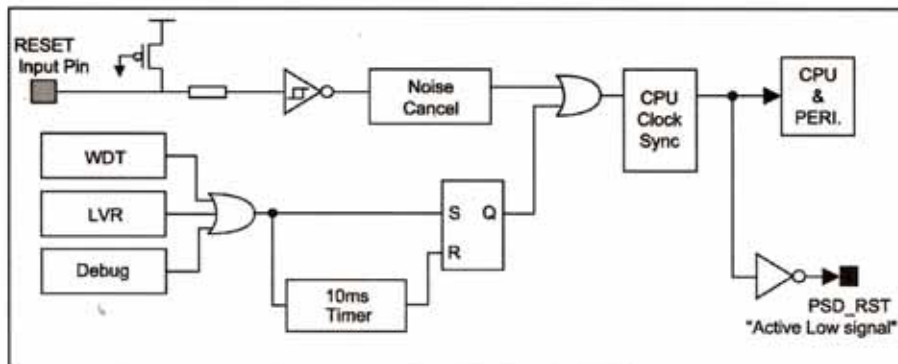 RESET
Input Pin
Noise
Cancel
CPU
Clock
Sync
CPU
&
PERI.
WDT
LVR
Debug
S Q
R
10ms
Timer
PSD_RST
"Active Low signal"